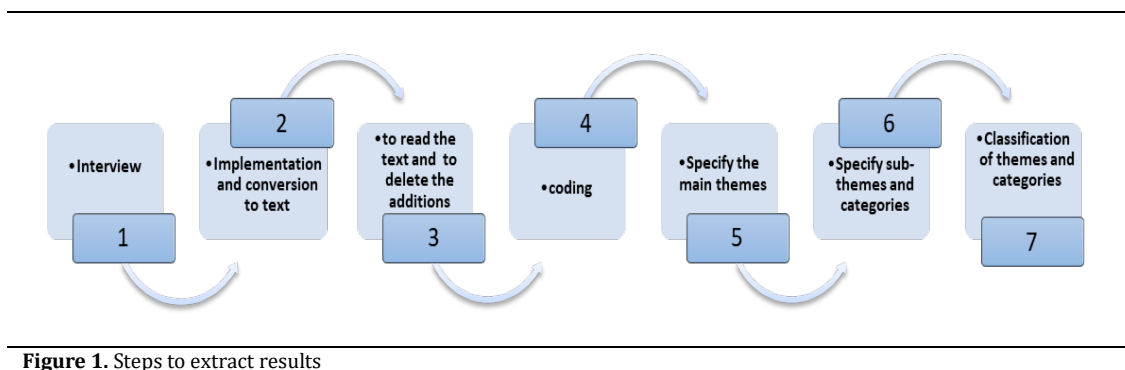 •Interview
1
2
•Implementation
and conversion
to text
•to read the
text and to
delete the
additions
3
4
•coding
•Specify the
main themes
5
6
•Specify sub-
themes and
categories
•Classification
of themes and
categories
7
Figure 1. Steps to extract results